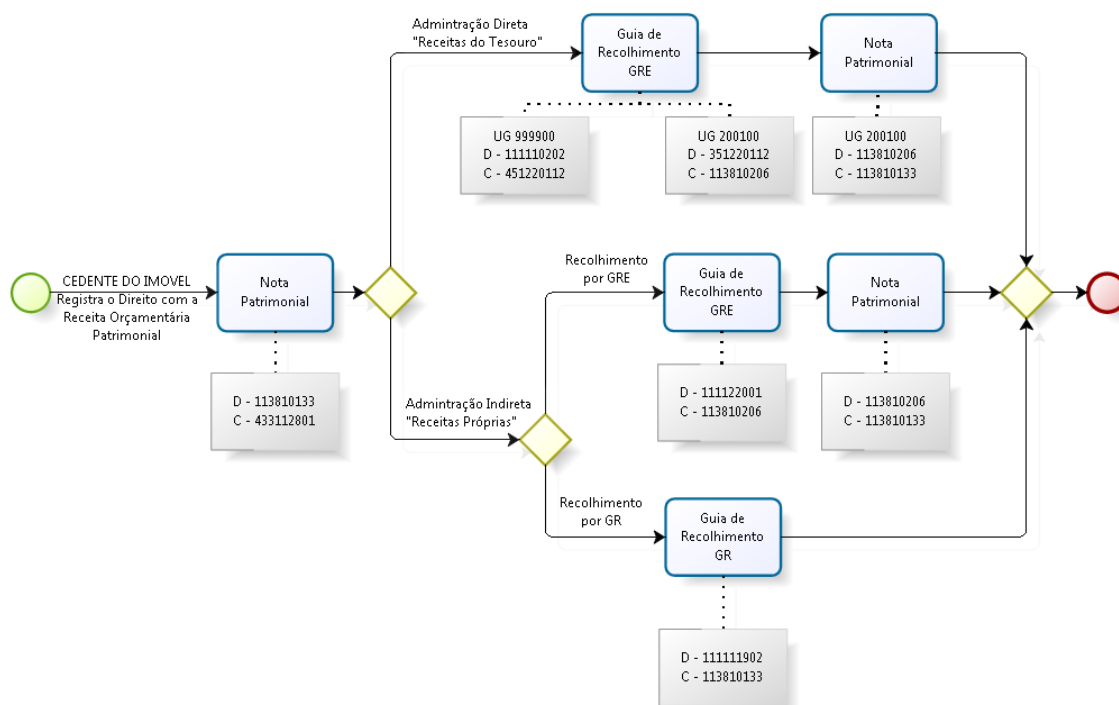 Admintração Direta
"Receitas do Tesouro"
Guia de
Recolhimento
GRE
Nota
Patrimonial
UG 999900
D - 111110202
C - 451220112
UG 200100
D - 351220112
C - 113810206
UG 200100
D - 113810206
C - 113810133
CEDENTE DO IMOVEL
Registra o Direito com a
Receita Orçamentária
Patrimonial
Nota
Patrimonial
D - 113810133
C - 433112801
Recolhimento
por GRE
Guia de
Recolhimento
GRE
Nota
Patrimonial
D - 111122001
C - 113810206
D - 113810206
C - 113810133
Admintração Indireta
"Receitas Próprias"
Recolhimento
por GR
Guia de
Recolhimento
GR
D - 111111902
C - 113810133